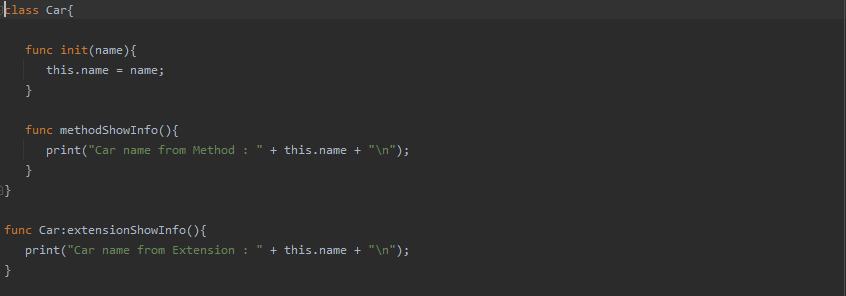 class Car{
func init(name){
this.name = name;
}
func methodShowInfo(){
print("Car name from Method : " + this.name + "\n");
}
}
func Car:extensionShowInfo(){
print("Car name from Extension : " + this.name + "\n");
}